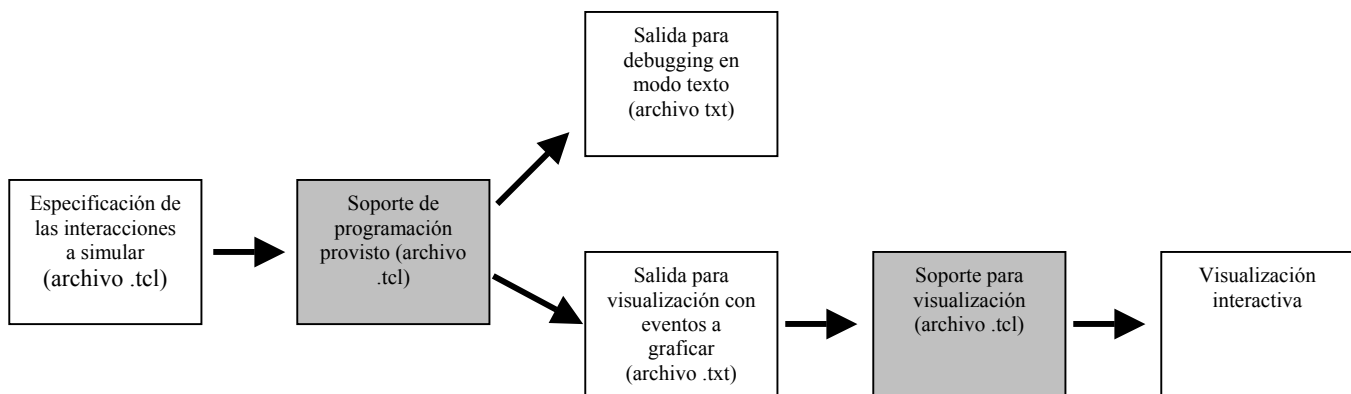 Salida para
debugging en
modo texto
(archivo txt)
Especificación de
las interacciones
a simular
(archivo .tcl)
Soporte de
programación
provisto (archivo
.tcl)
Salida para
visualización con
eventos a
graficar
(archivo .txt)
Soporte para
visualización
(archivo .tcl)
Visualización
interactiva